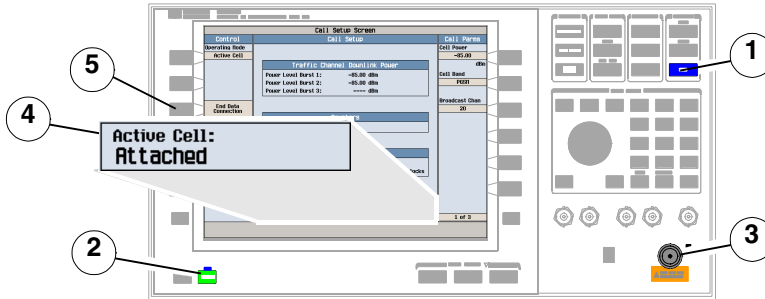 Call Setup Screen
Control
Call Setup
Call Parms
Operating Mode
Active Cell
Cell Power
-85.00
dBm
Traffic Channel Downlink Power
Power Level Burst 1: -85.00 dBm
Power Level Burst 2: -85.00 dBm
Power Level Burst 3: ---- dBm
Cell Band
Broadcast Chan
20
End Data
Connection
Active Cell:
Attached
1 of 3
1
2
3
4
5